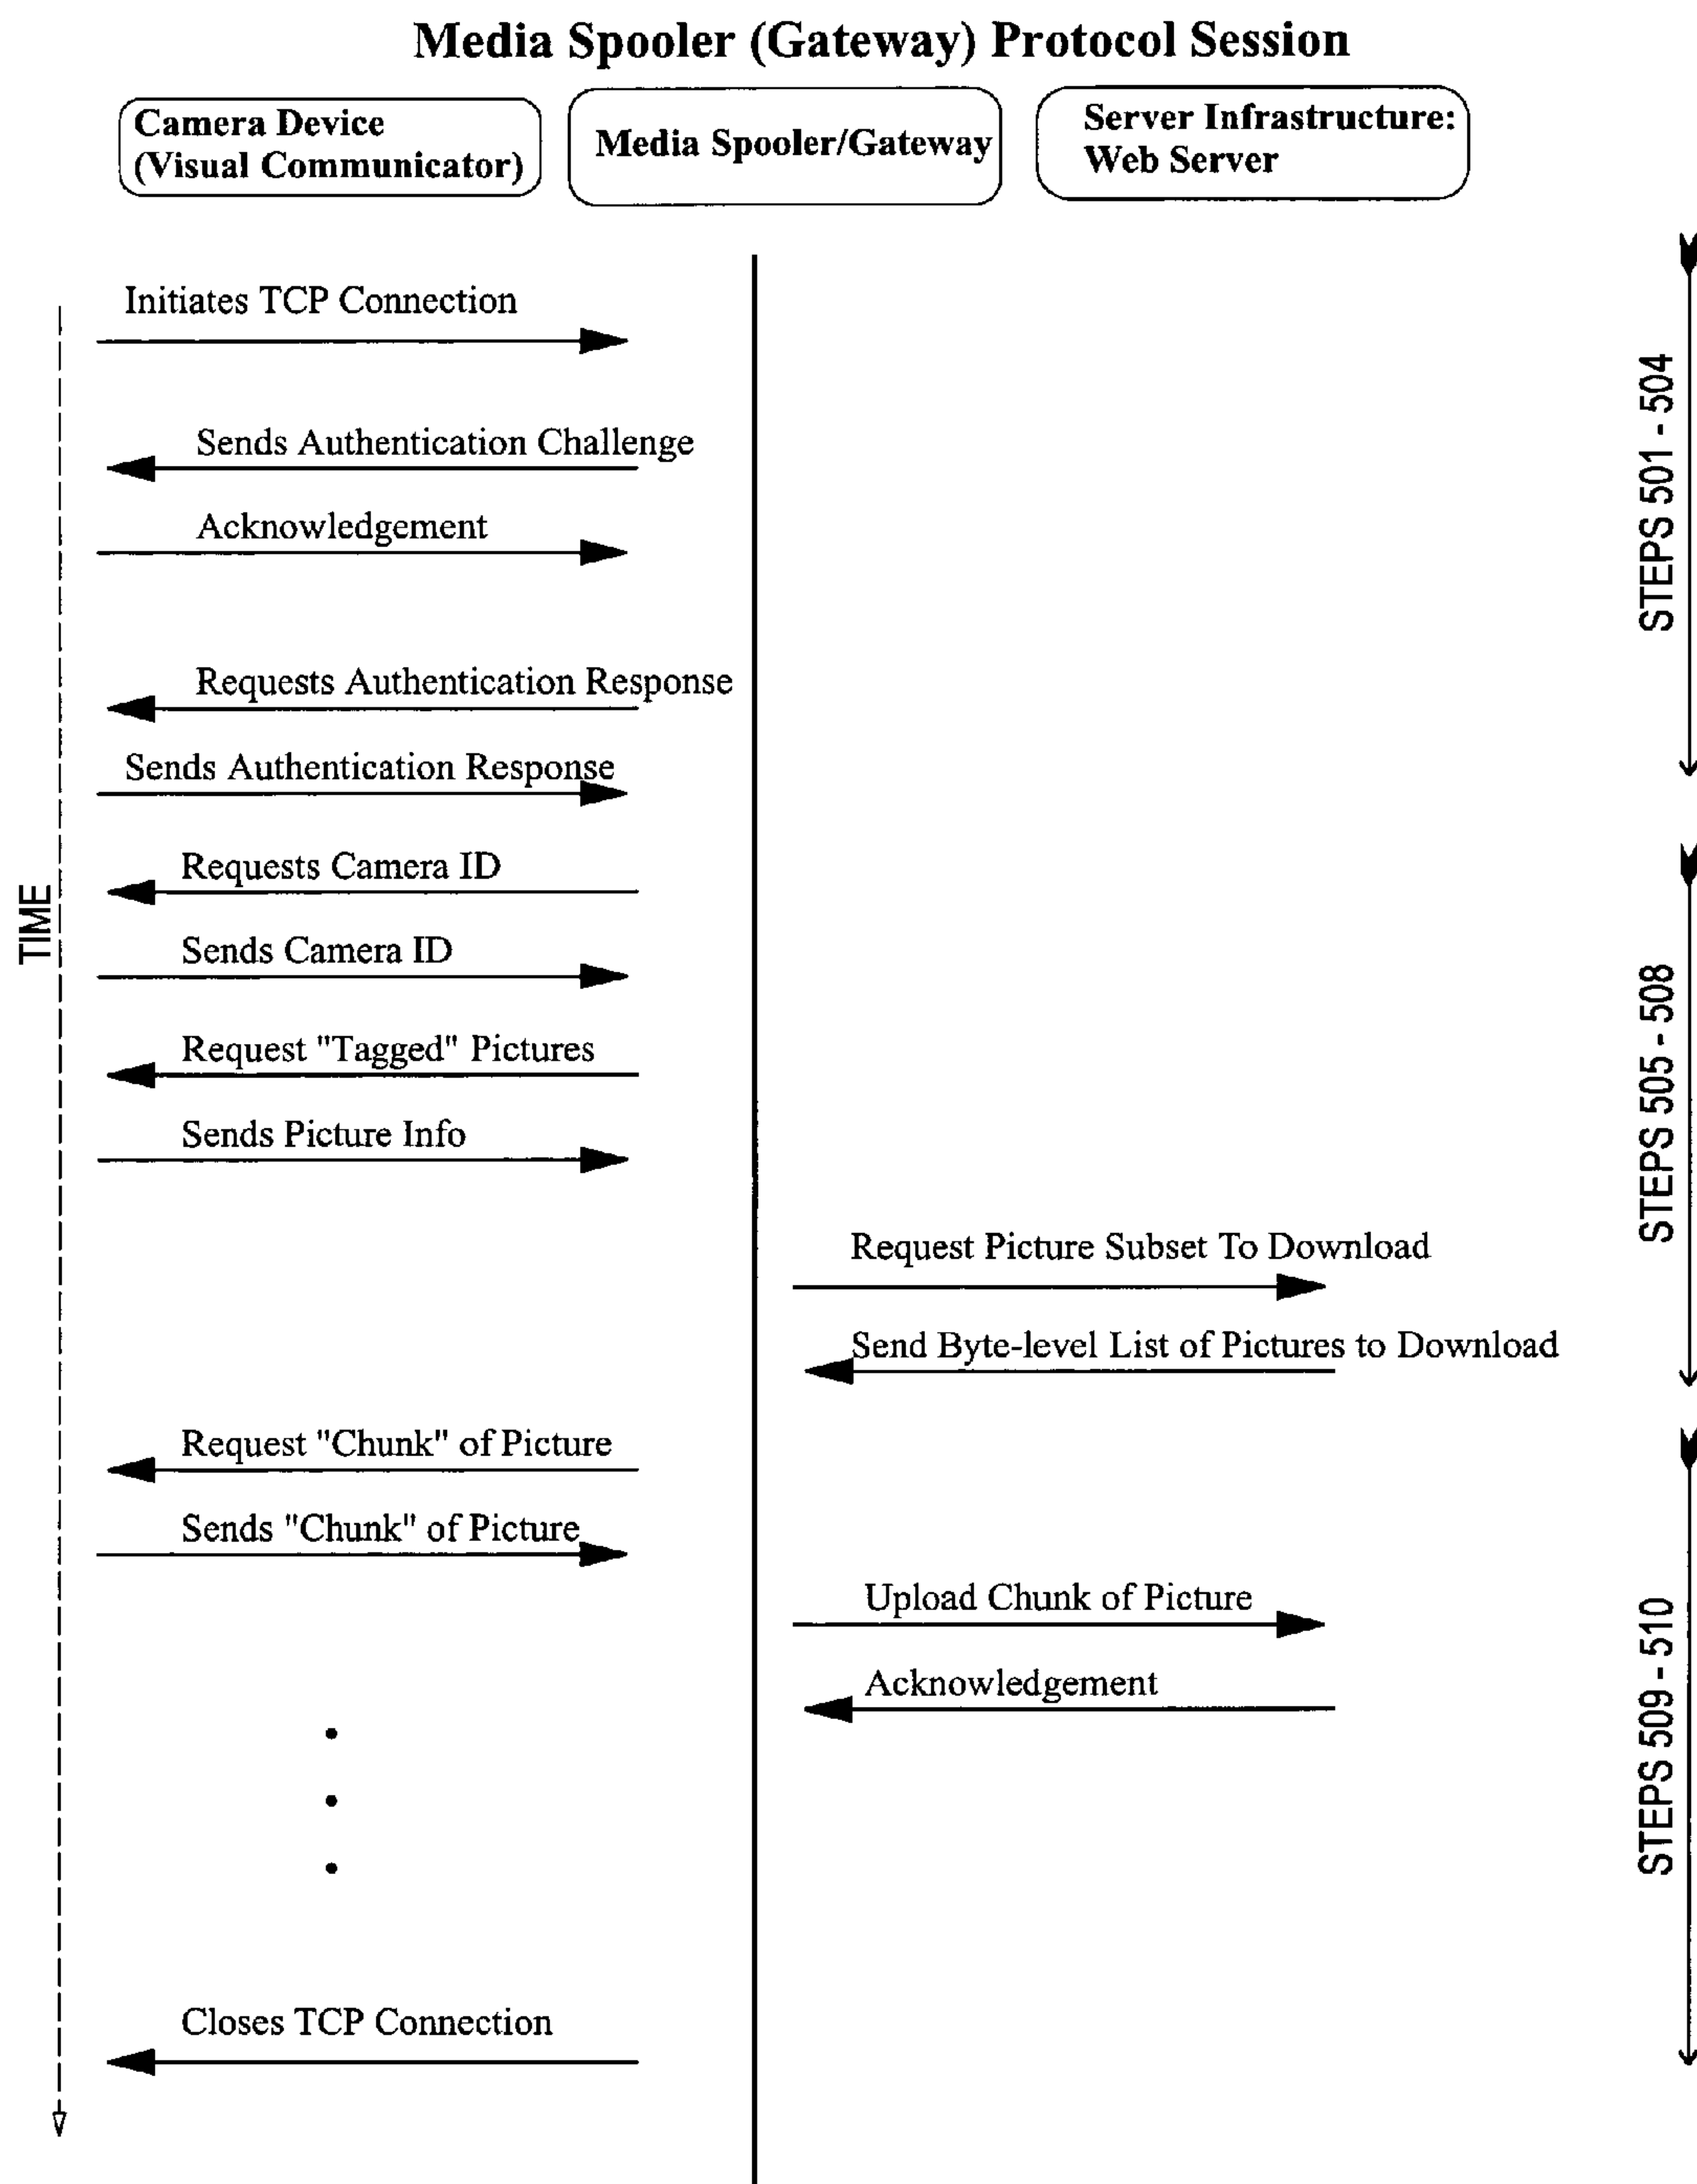 Media Spooler (Gateway) Protocol Session
Camera Device
(Visual Communicator)
Media Spooler/Gateway
Server Infrastructure:
Web Server
Initiates TCP Connection
Sends Authentication Challenge
Acknowledgement
Requests Authentication Response
Sends Authentication Response
Requests Camera ID
Sends Camera ID
Request "Tagged" Pictures
Sends Picture Info
Request Picture Subset To Download
Send Byte-level List of Pictures to Download
Request "Chunk" of Picture
Sends "Chunk" of Picture
Upload Chunk of Picture
Acknowledgement
Closes TCP Connection
TIME
STEPS 501 - 504
STEPS 505 - 508
STEPS 509 - 510